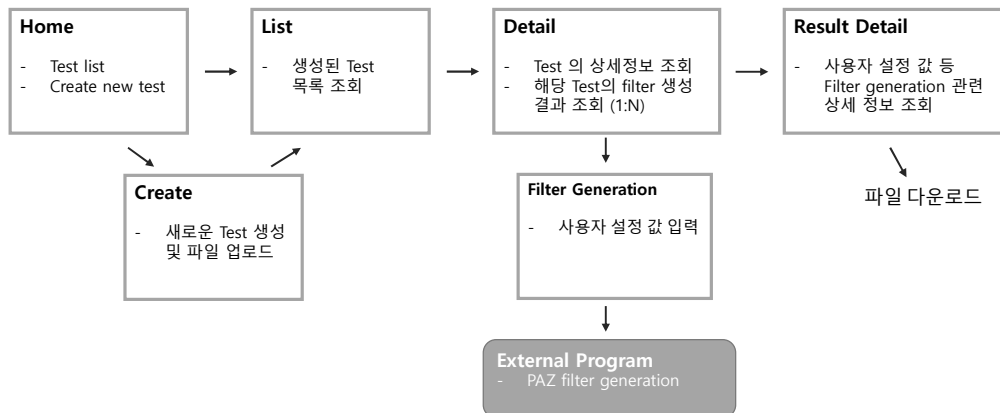 Home
- Test list
- Create new test
List
- 생성된 Test
목록 조회
Detail
- Test 의 상세정보 조회
- 해당 Test의 filter 생성
결과 조회 (1:N)
Result Detail
- 사용자 설정 값 등
Filter generation 관련
상세 정보 조회
Create
- 새로운 Test 생성
및 파일 업로드
Filter Generation
- 사용자 설정 값 입력
파일 다운로드
External Program
- PAZ filter generation